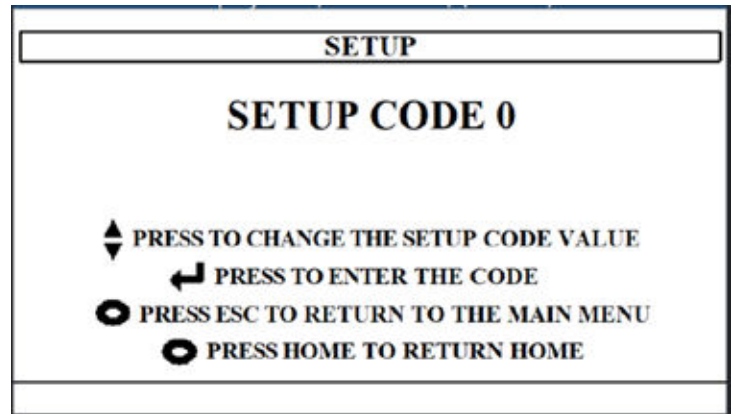 SETUP
SETUP CODE 0
PRESS TO CHANGE THE SETUP CODE VALUE
PRESS TO ENTER THE CODE
PRESS ESC TO RETURN TO THE MAIN MENU
PRESS HOME TO RETURN HOME